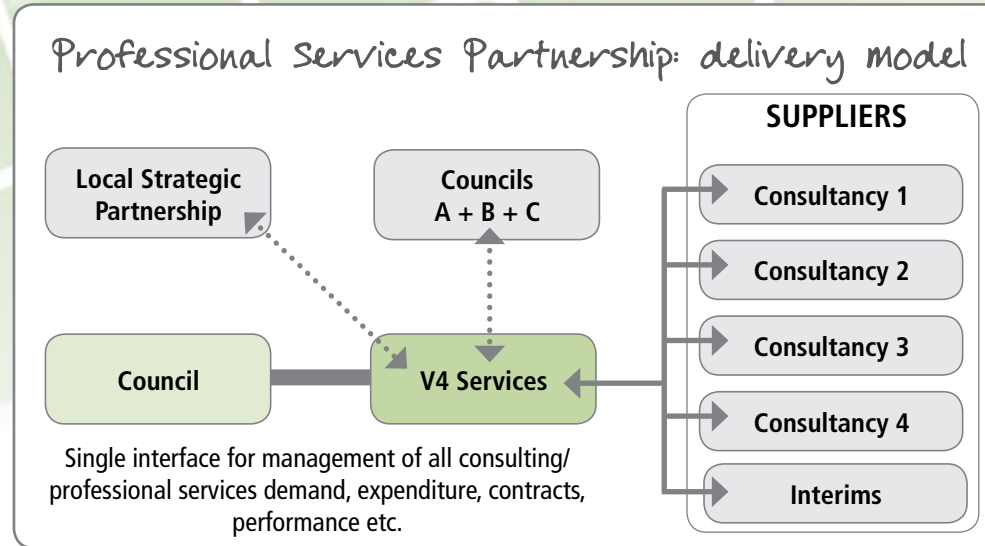 Professional Services Partnership: delivery model
SUPPLIERS
Local Strategic
Partnership
Councils
A + B + C
Council
V4 Services
Single interface for management of all consulting/
professional services demand, expenditure, contracts,
performance etc.
Consultancy 1
Consultancy 2
Consultancy 3
Consultancy 4
Interims